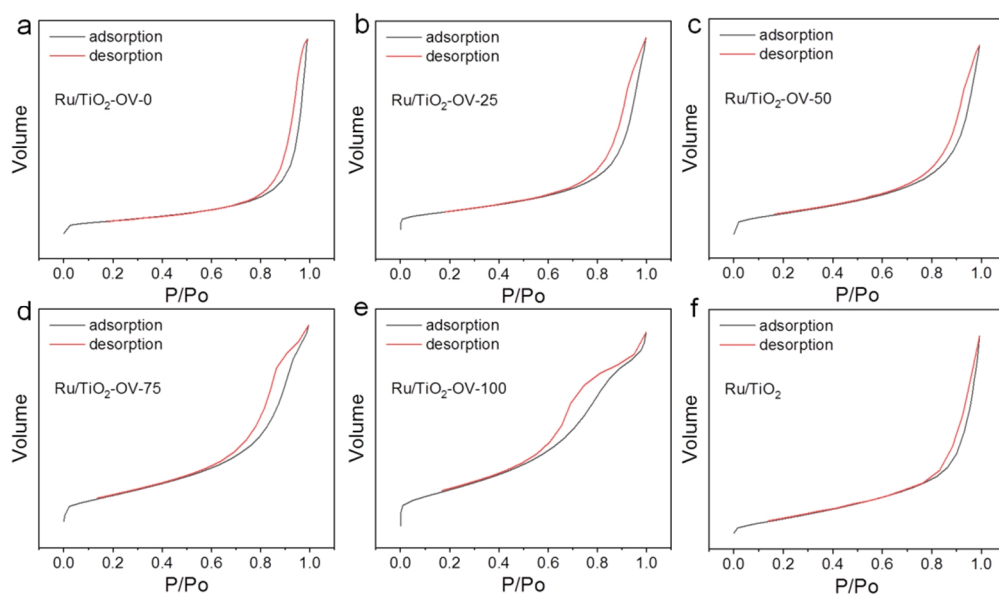 a
adsorption
desorption
Ru/TiO2-OV-0
Volume
0.0 0.2 0.4 0.6 0.8 1.0
P/Po
b
adsorption
desorption
Ru/TiO2-OV-25
Volume
0.0 0.2 0.4 0.6 0.8 1.0
P/Po
c
adsorption
desorption
Ru/TiO2-OV-50
Volume
0.0 0.2 0.4 0.6 0.8 1.0
P/Po
d
adsorption
desorption
Ru/TiO2-OV-75
Volume
0.0 0.2 0.4 0.6 0.8 1.0
P/Po
e
adsorption
desorption
Ru/TiO2-OV-100
Volume
0.0 0.2 0.4 0.6 0.8 1.0
P/Po
f
adsorption
desorption
Ru/TiO2
Volume
0.0 0.2 0.4 0.6 0.8 1.0
P/Po